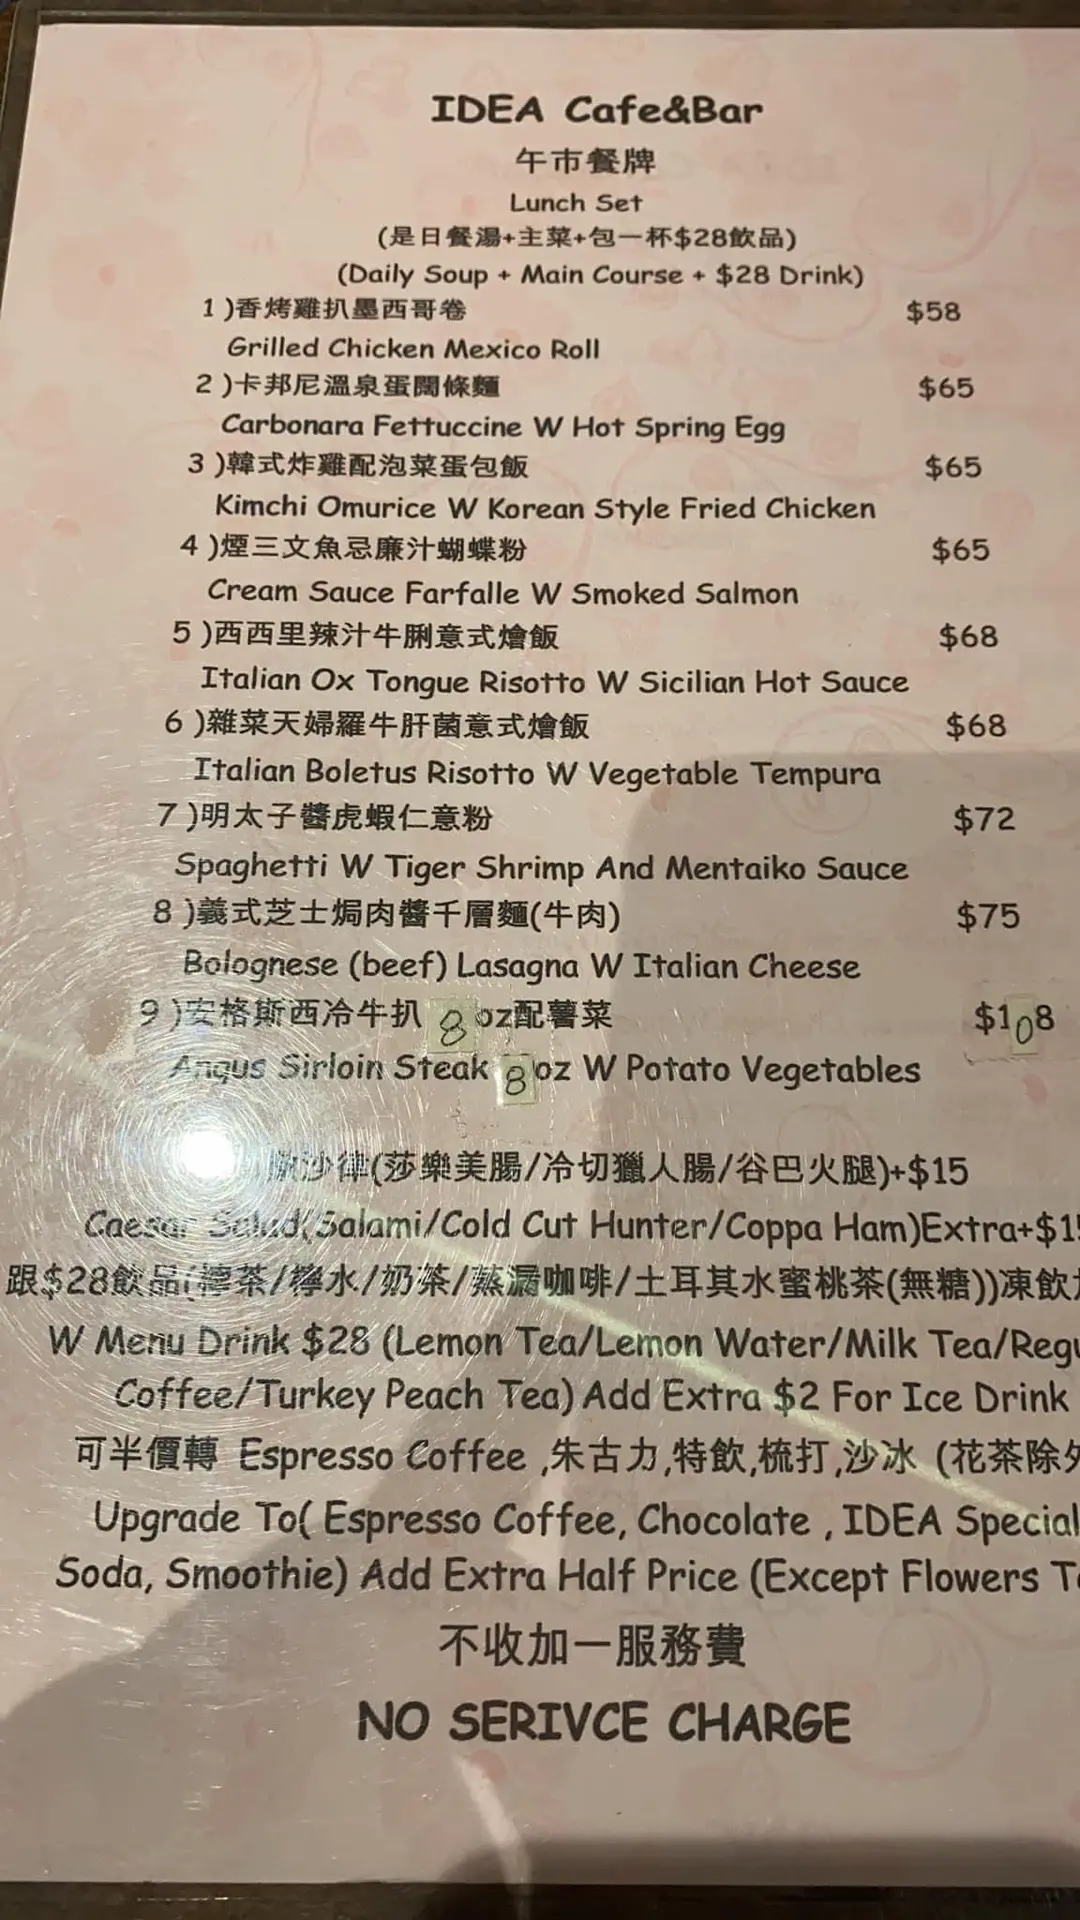 IDEA Cafe&Bar
午市餐牌
Lunch Set
(是日餐湯+主菜+包一杯$28飲品)
(Daily Soup + Main Course + $28 Drink)
1 )香烤雞扒墨西哥卷 $58
Grilled Chicken Mexico Roll
2 )卡邦尼溫泉蛋闊條麵 $65
Carbonara Fettuccine W Hot Spring Egg
3 )韓式炸雞配泡菜蛋包飯 $65
Kimchi Omurice W Korean Style Fried Chicken
4 )煙三文魚忌廉汁蝴蝶粉 $65
Cream Sauce Farfalle W Smoked Salmon
5 )西西里辣汁牛脷意式燴飯 $68
Italian Ox Tongue Risotto W Sicilian Hot Sauce
6 )雜菜天婦羅牛肝菌意式燴飯 $68
Italian Boletus Risotto W Vegetable Tempura
7 )明太子醬虎蝦仁意粉 $72
Spaghetti W Tiger Shrimp And Mentaiko Sauce
8 )義式芝士焗肉醬千層麵(牛肉) $75
Bolognese (beef) Lasagna W Italian Cheese
9 )安格斯西冷牛扒 8 oz配薯菜 $108
Angus Sirloin Steak 8 oz W Potato Vegetables
沙律(莎樂美腸/冷切獵人腸/谷巴火腿)+$15
Caesar Salad(Salami/Cold Cut Hunter/Coppa Ham)Extra+$15
跟$28飲品(檸茶/檸水/奶茶/蒸漏咖啡/土耳其水蜜桃茶(無糖))凍飲
W Menu Drink $28 (Lemon Tea/Lemon Water/Milk Tea/Regu
Coffee/Turkey Peach Tea) Add Extra $2 For Ice Drink
可半價轉 Espresso Coffee ,朱古力,特飲,梳打,沙冰 (花茶除外
Upgrade To( Espresso Coffee, Chocolate , IDEA Special
Soda, Smoothie) Add Extra Half Price (Except Flowers T
不收加一服務費
NO SERIVCE CHARGE